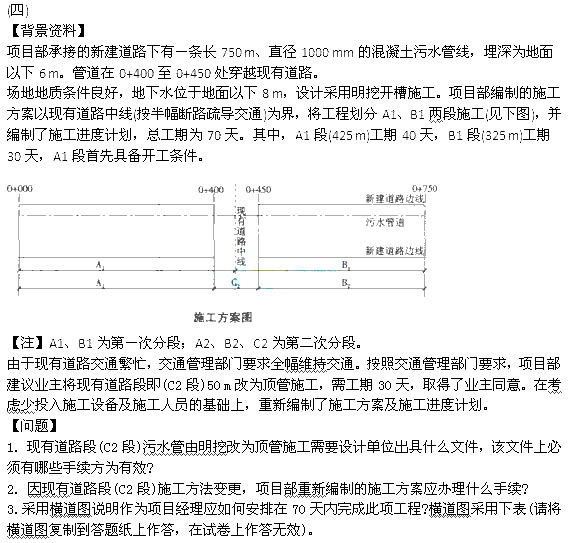 (四)
【背景资料】
项目部承接的新建道路下有一条长 750 m、直径 1000 mm 的混凝土污水管线，埋深为地面
以下 6 m。管道在 0+400 至 0+450 处穿越现有道路。
场地地质条件良好，地下水位于地面以下 8 m，设计采用明挖开槽施工。项目部编制的施工
方案以现有道路中线(按半幅断路疏导交通)为界，将工程划分 A1、B1 两段施工(见下图)，并
编制了施工进度计划，总工期为 70 天。其中，A1 段(425 m)工期 40 天，B1 段(325 m)工期
30 天，A1 段首先具备开工条件。
0+000 0+400 0+450 0+750
新建道路边线
现有道路中线
污水管道
新建道路边线
A₁ B₁
A₂ C₂ B₂
施工方案图
【注】A1、B1 为第一次分段；A2、B2、C2 为第二次分段。
由于现有道路交通繁忙，交通管理部门要求全幅维持交通。按照交通管理部门要求，项目部
建议业主将现有道路段即(C2 段)50 m 改为顶管施工，需工期 30 天，取得了业主同意。在考
虑少投入施工设备及施工人员的基础上，重新编制了施工方案及施工进度计划。
【问题】
1. 现有道路段(C2 段)污水管由明挖改为顶管施工需要设计单位出具什么文件，该文件上必
须有哪些手续方为有效?
2. 因现有道路段(C2 段)施工方法变更，项目部重新编制的施工方案应办理什么手续?
3. 采用横道图说明作为项目经理应如何安排在 70 天内完成此项工程?横道图采用下表(请将
横道图复制到答题纸上作答，在试卷上作答无效)。